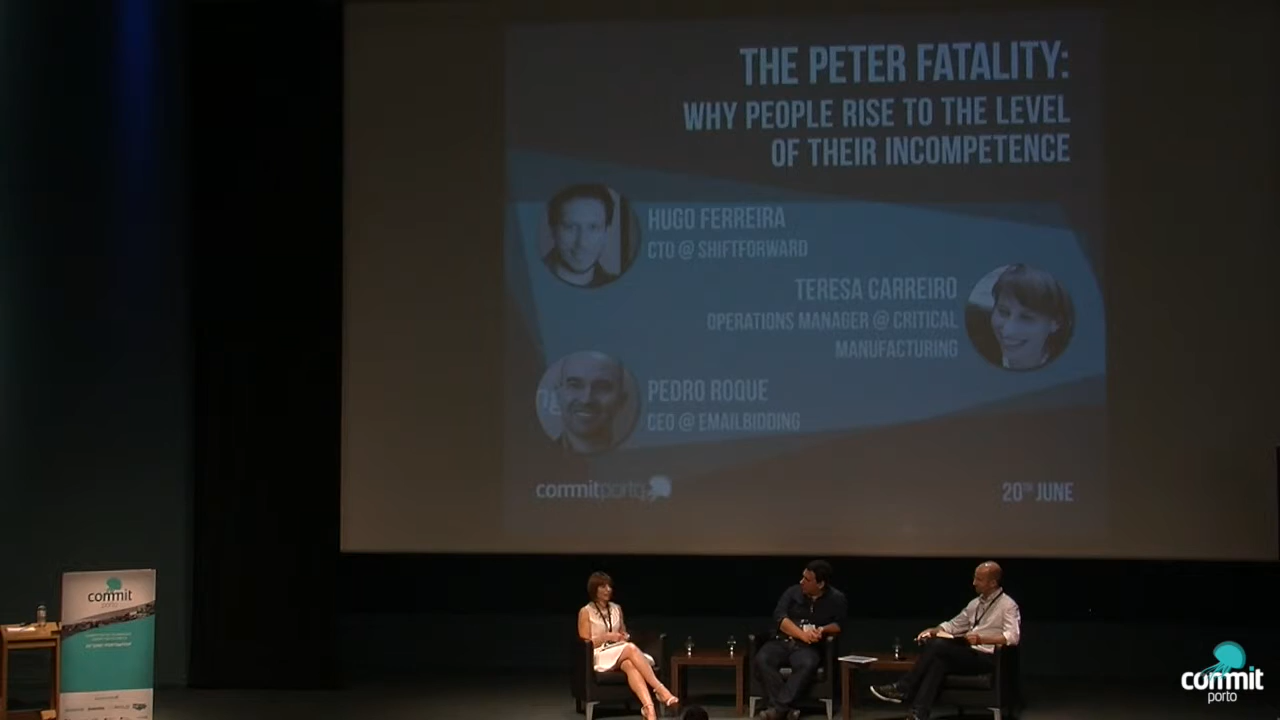 THE PETER FATALITY:
WHY PEOPLE RISE TO THE LEVEL
OF THEIR INCOMPETENCE
HUGO FERREIRA
CTO @ SHIFTFORWARD
TERESA CARREIRO
OPERATIONS MANAGER @ CRITICAL
MANUFACTURING
PEDRO ROQUE
CEO @ EMAILBIDDING
commitporto
20TH JUNE
commit
porto
commit
porto